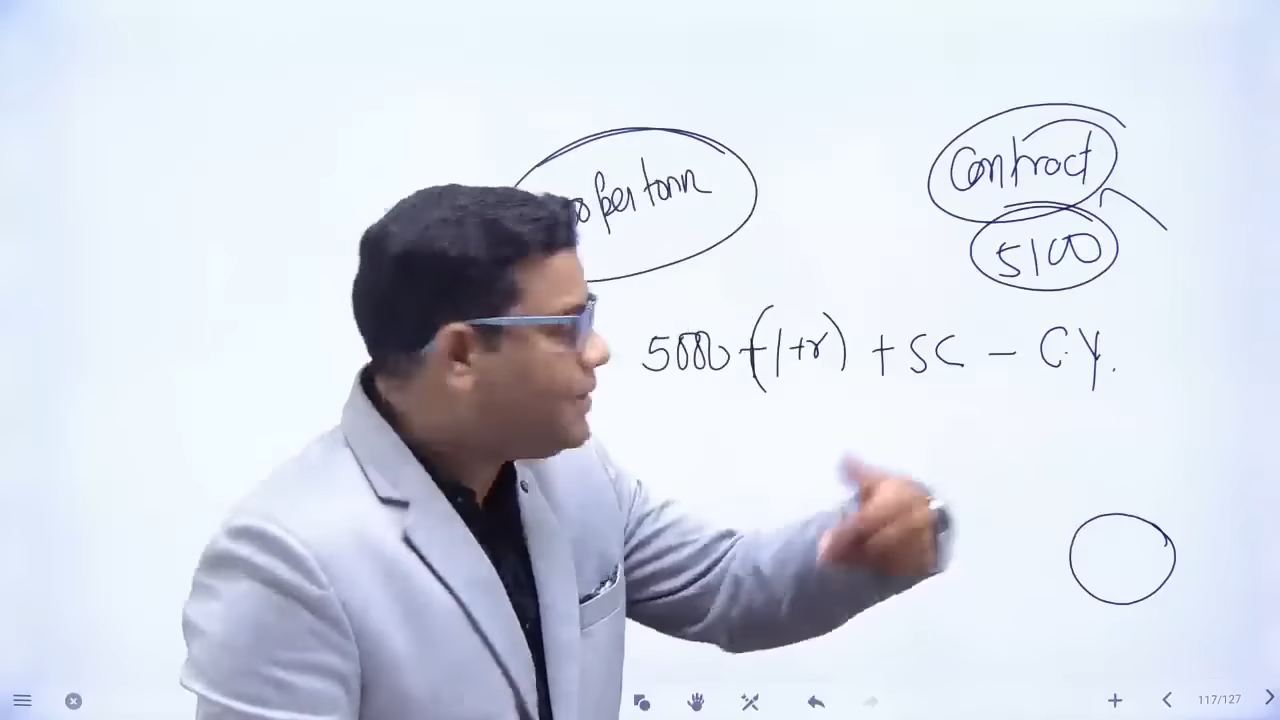 per tonn
Contract
5100
5000 (1+r) + SC - C.Y.
117/127